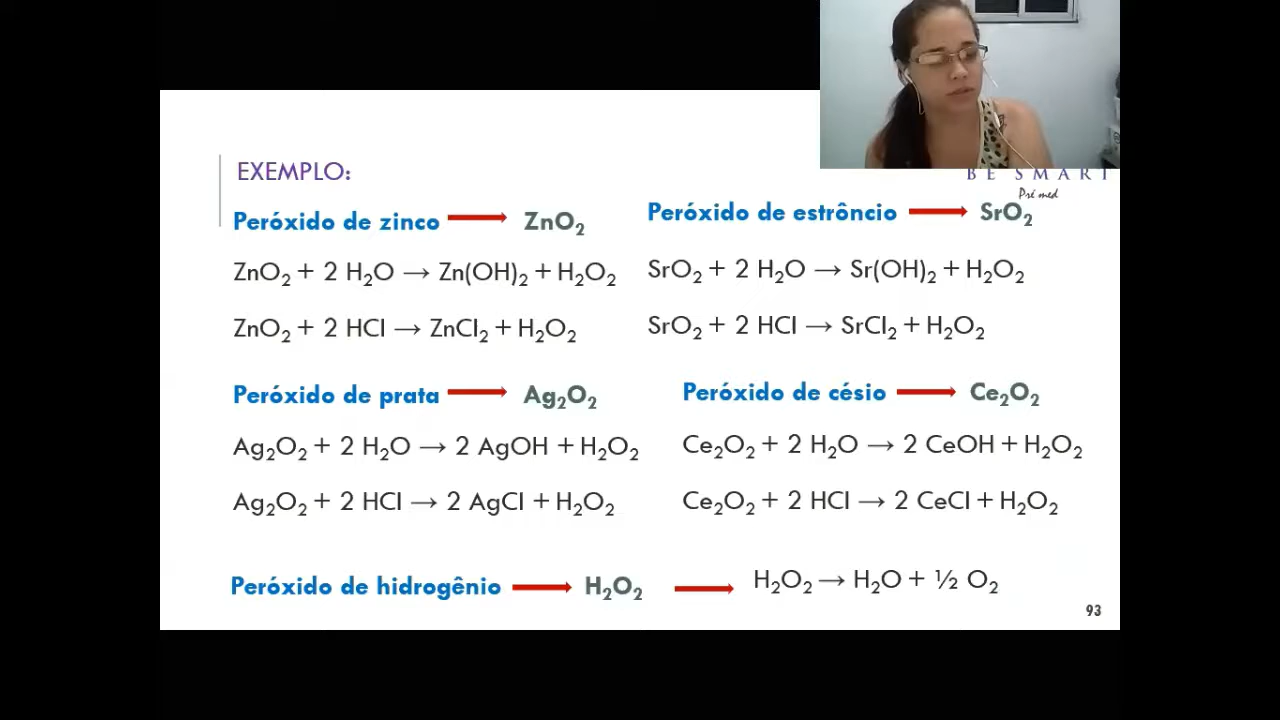 BE SMART
Pré med
EXEMPLO:
Peróxido de zinco → ZnO₂
ZnO₂ + 2 H₂O → Zn(OH)₂ + H₂O₂
ZnO₂ + 2 HCl → ZnCl₂ + H₂O₂
Peróxido de estrôncio → SrO₂
SrO₂ + 2 H₂O → Sr(OH)₂ + H₂O₂
SrO₂ + 2 HCl → SrCl₂ + H₂O₂
Peróxido de prata → Ag₂O₂
Ag₂O₂ + 2 H₂O → 2 AgOH + H₂O₂
Ag₂O₂ + 2 HCl → 2 AgCl + H₂O₂
Peróxido de césio → Ce₂O₂
Ce₂O₂ + 2 H₂O → 2 CeOH + H₂O₂
Ce₂O₂ + 2 HCl → 2 CeCl + H₂O₂
Peróxido de hidrogênio → H₂O₂ → H₂O₂ → H₂O + ½ O₂
93